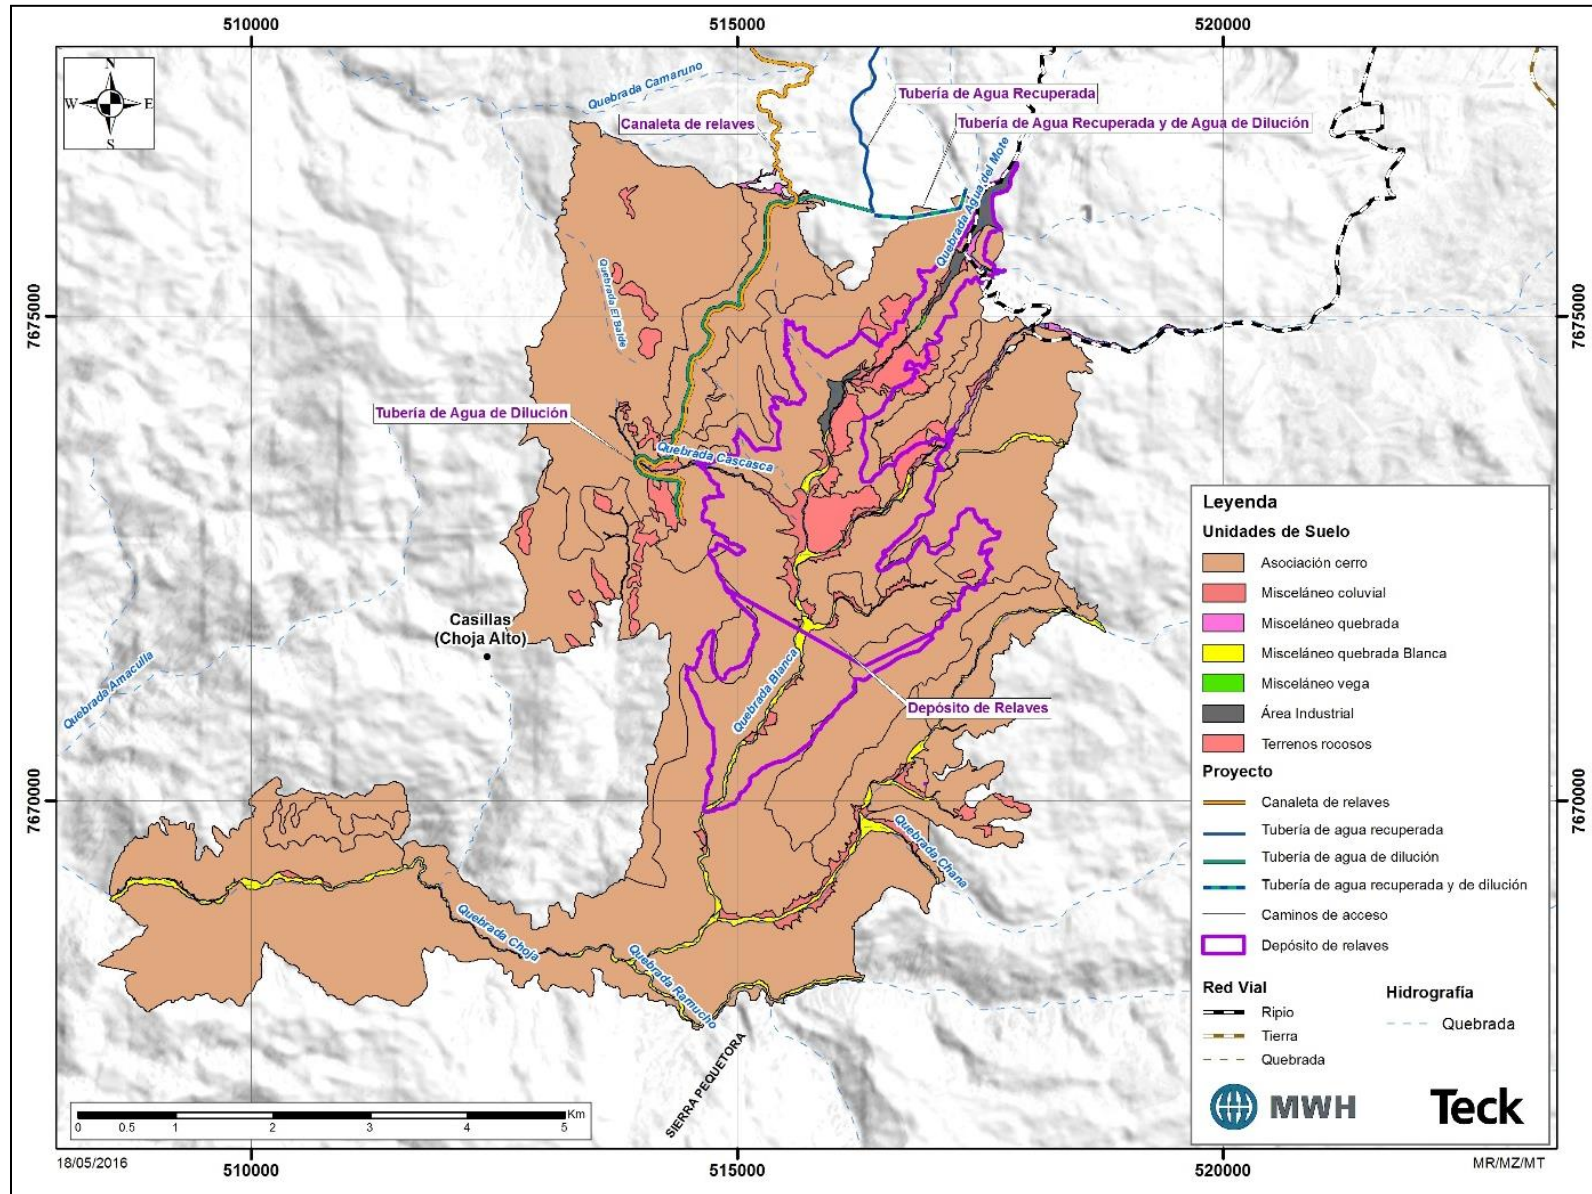 510000
515000
520000
N
W
E
S
Quebrada Camaruno
Tubería de Agua Recuperada
Canaleta de relaves
Tubería de Agua Recuperada y de Agua de Dilución
Quebrada Agua del Mote
7675000
7675000
Quebrada El Balde
Tubería de Agua de Dilución
Quebrada Cascasca
Casillas
(Choja Alto)
Quebrada Amaculla
Quebrada Blanca
Depósito de Relaves
7670000
7670000
Quebrada Chana
Quebrada Choja
Quebrada Ramucho
SIERRA PEQUETORA
Leyenda
Unidades de Suelo
Asociación cerro
Misceláneo coluvial
Misceláneo quebrada
Misceláneo quebrada Blanca
Misceláneo vega
Área Industrial
Terrenos rocosos
Proyecto
Canaleta de relaves
Tubería de agua recuperada
Tubería de agua de dilución
Tubería de agua recuperada y de dilución
Caminos de acceso
Depósito de relaves
Red Vial
Ripio
Tierra
Quebrada
Hidrografía
Quebrada
MWH
Teck
Km
0 0.5 1 2 3 4 5
18/05/2016
MR/MZ/MT
510000
515000
520000